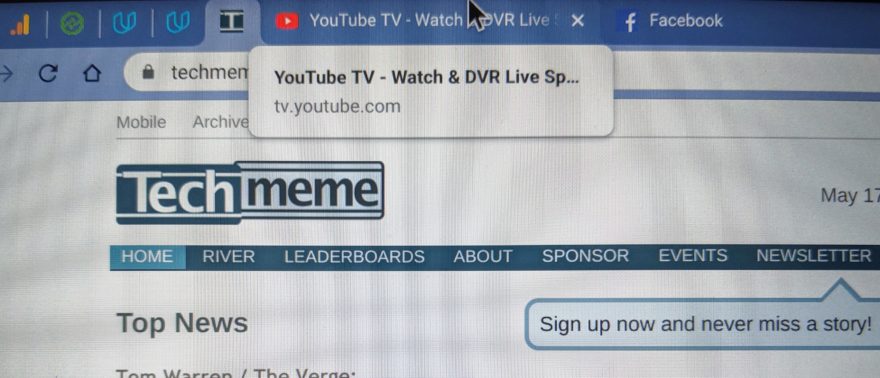 YouTube TV - Watch DVR Live
Facebook
YouTube TV - Watch & DVR Live Sp...
tv.youtube.com
techmem
Mobile Archive
Techmeme
May 17
HOME RIVER LEADERBOARDS ABOUT SPONSOR EVENTS NEWSLETTER
Top News
Sign up now and never miss a story!
Tom Warren / The Verge: